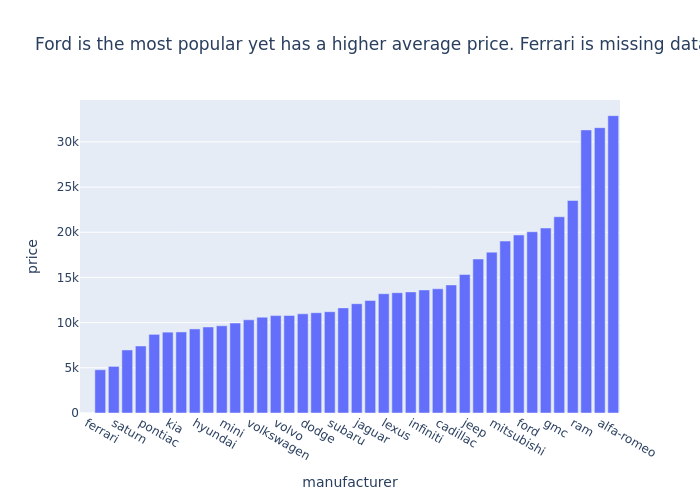 Ford is the most popular yet has a higher average price. Ferrari is missing data
30k
25k
20k
15k
10k
5k
0
price
ferrari
saturn
pontiac
kia
hyundai
mini
volkswagen
volvo
dodge
subaru
jaguar
lexus
infiniti
cadillac
jeep
mitsubishi
ford
gmc
ram
alfa-romeo
manufacturer